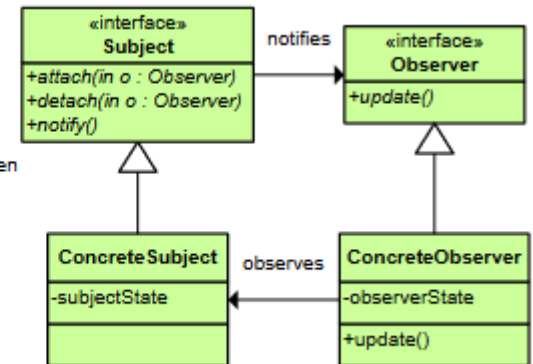 «interface»
Subject
+attach(in o : Observer)
+detach(in o : Observer)
+notify()
notifies
«interface»
Observer
+update()
en
ConcreteSubject
-subjectState
observes
ConcreteObserver
-observerState
+update()